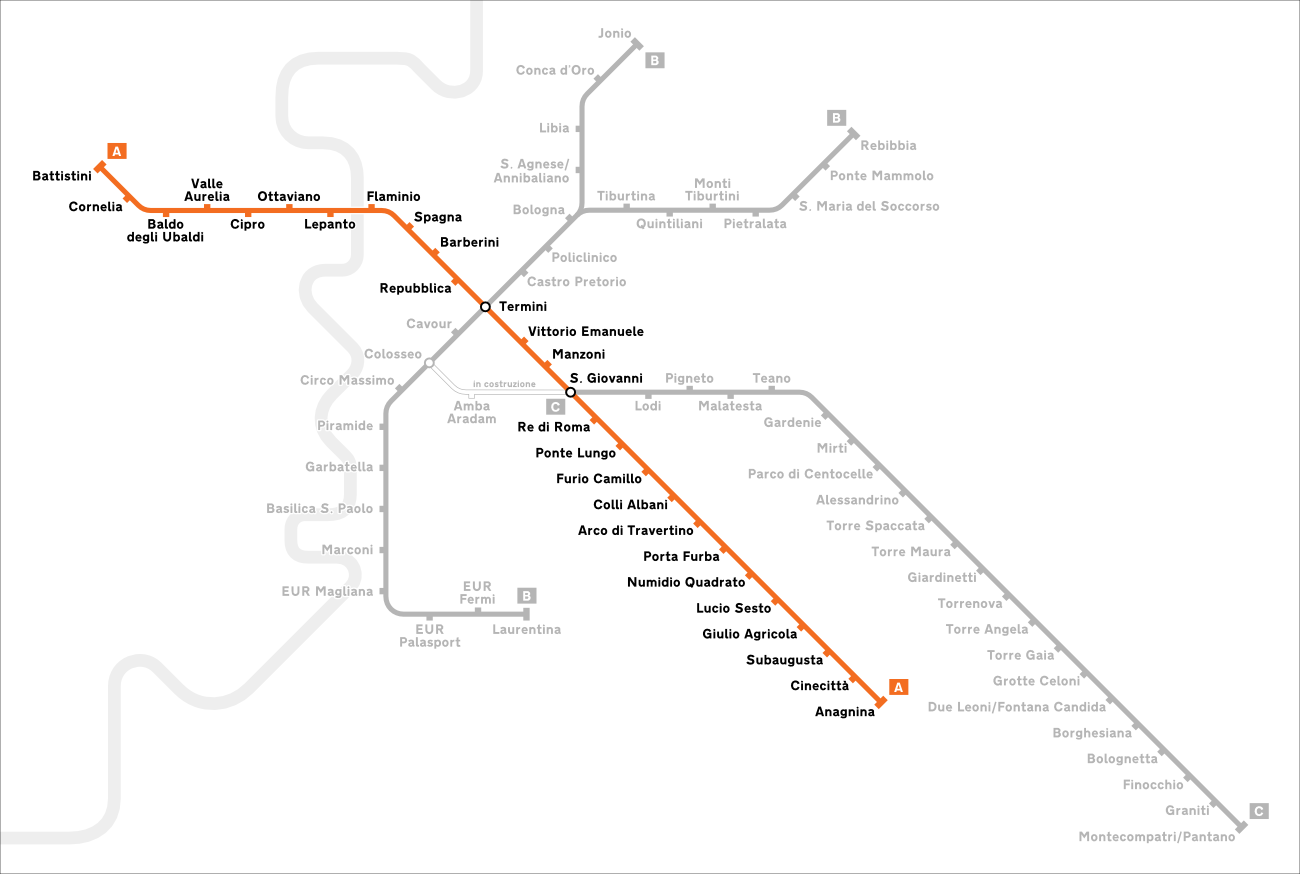 Jonio
B
Conca d'Oro
Libia
S. Agnese/
Annibaliano
Bologna
B
Rebibbia
Ponte Mammolo
S. Maria del Soccorso
Tiburtina
Monti
Tiburtini
Quintiliani
Pietralata
Policlinico
Castro Pretorio
A
Battistini
Cornelia
Valle
Aurelia
Ottaviano
Flaminio
Baldo
degli Ubaldi
Cipro
Lepanto
Spagna
Barberini
Repubblica
Termini
Cavour
Vittorio Emanuele
Colosseo
Manzoni
Circo Massimo
S. Giovanni
in costruzione
Amba
Aradam
C
Pigneto
Teano
Lodi
Malatesta
Gardenie
Mirti
Parco di Centocelle
Alessandrino
Torre Spaccata
Torre Maura
Giardinetti
Torrenova
Torre Angela
Torre Gaia
Grotte Celoni
Due Leoni/Fontana Candida
Borghesiana
Bolognetta
Finocchio
Graniti
C
Montecompatri/Pantano
Re di Roma
Ponte Lungo
Furio Camillo
Colli Albani
Arco di Travertino
Porta Furba
Numidio Quadrato
Lucio Sesto
Giulio Agricola
Subaugusta
Cinecittà
A
Anagnina
Piramide
Garbatella
Basilica S. Paolo
Marconi
EUR Magliana
EUR
Fermi
B
EUR
Palasport
Laurentina